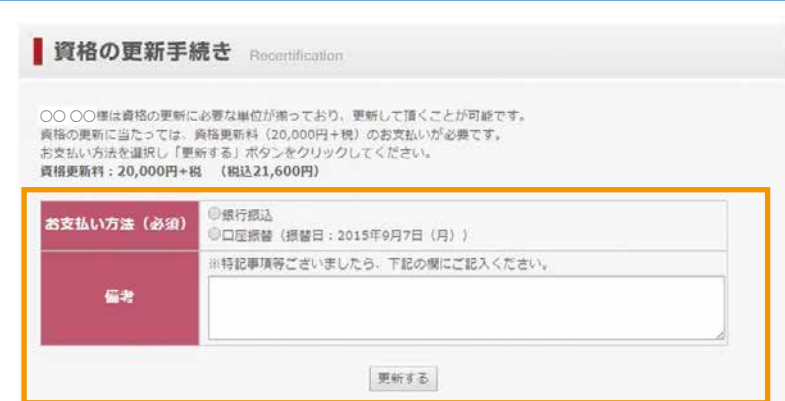 資格の更新手続き Recertification
○○ ○○様は資格の更新に必要な単位が揃っており、更新して頂くことが可能です。
資格の更新に当たっては、資格更新料（20,000円+税）のお支払いが必要です。
お支払い方法を選択し「更新する」ボタンをクリックしてください。
資格更新料：20,000円+税 （税込21,600円）
お支払い方法（必須）
銀行振込
口座振替（振替日：2015年9月7日（月））
備考
※特記事項等ございましたら、下記の欄にご記入ください。
更新する